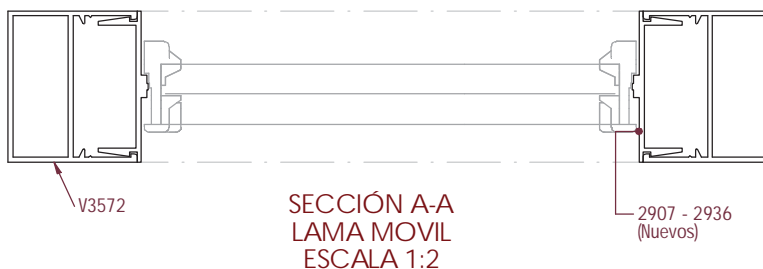 V3572
SECCIÓN A-A
LAMA MOVIL
ESCALA 1:2
2907 - 2936
(Nuevos)